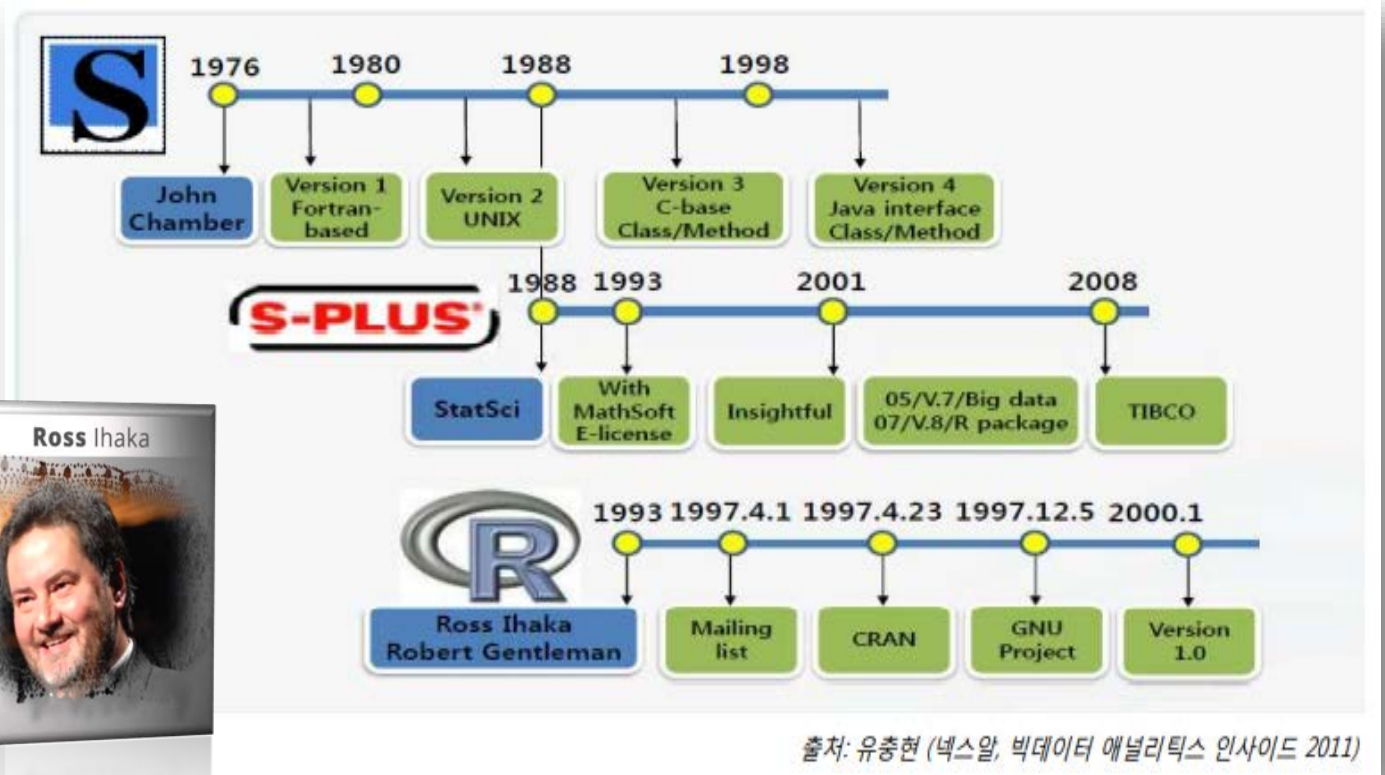 S
1976 1980 1988 1998
John
Chamber
Version 1
Fortran-
based
Version 2
UNIX
Version 3
C-base
Class/Method
Version 4
Java interface
Class/Method
S-PLUS®
1988 1993 2001 2008
StatSci
With
MathSoft
E-license
Insightful
05/V.7/Big data
07/V.8/R package
TIBCO
Ross Ihaka
R
1993 1997.4.1 1997.4.23 1997.12.5 2000.1
Ross Ihaka
Robert Gentleman
Mailing
list
CRAN
GNU
Project
Version
1.0
출처: 유충현 (넥스알, 빅데이터 애널리틱스 인사이드 2011)